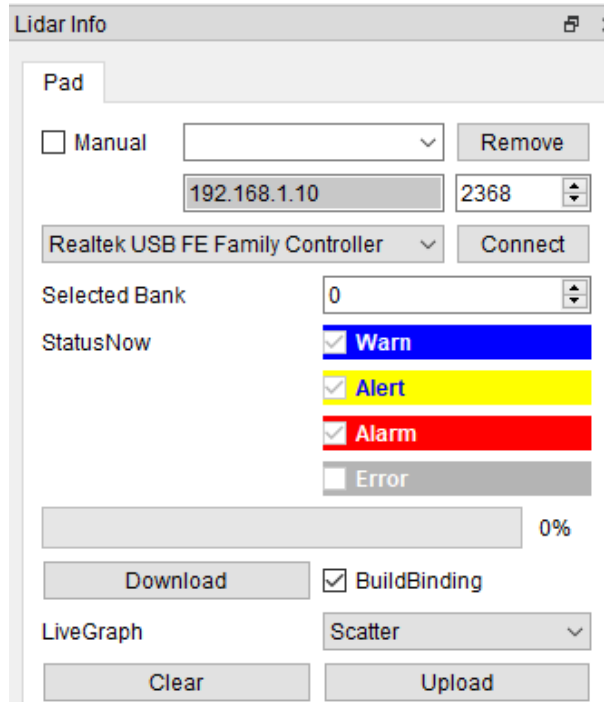 Lidar Info
Pad
Manual Remove
192.168.1.10 2368
Realtek USB FE Family Controller Connect
Selected Bank 0
StatusNow Warn
Alert
Alarm
Error
0%
Download BuildBinding
LiveGraph Scatter
Clear Upload